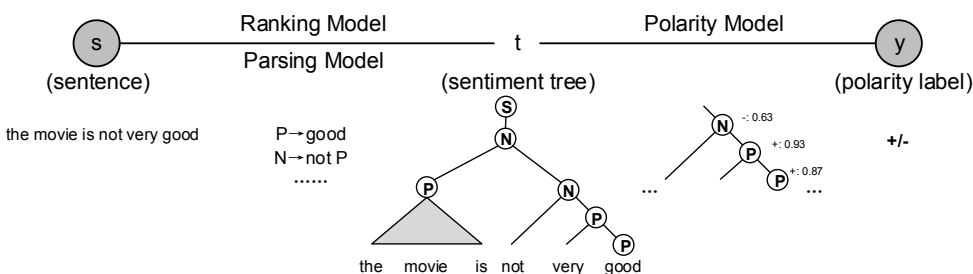 Ranking Model
Polarity Model
s
t
y
Parsing Model
(sentence)
(sentiment tree)
(polarity label)
the movie is not very good
P→good
N→not P
......
S
N
P
N
P
P
the movie is not very good
N
-: 0.63
P
+: 0.93
P
+: 0.87
...
...
+/-